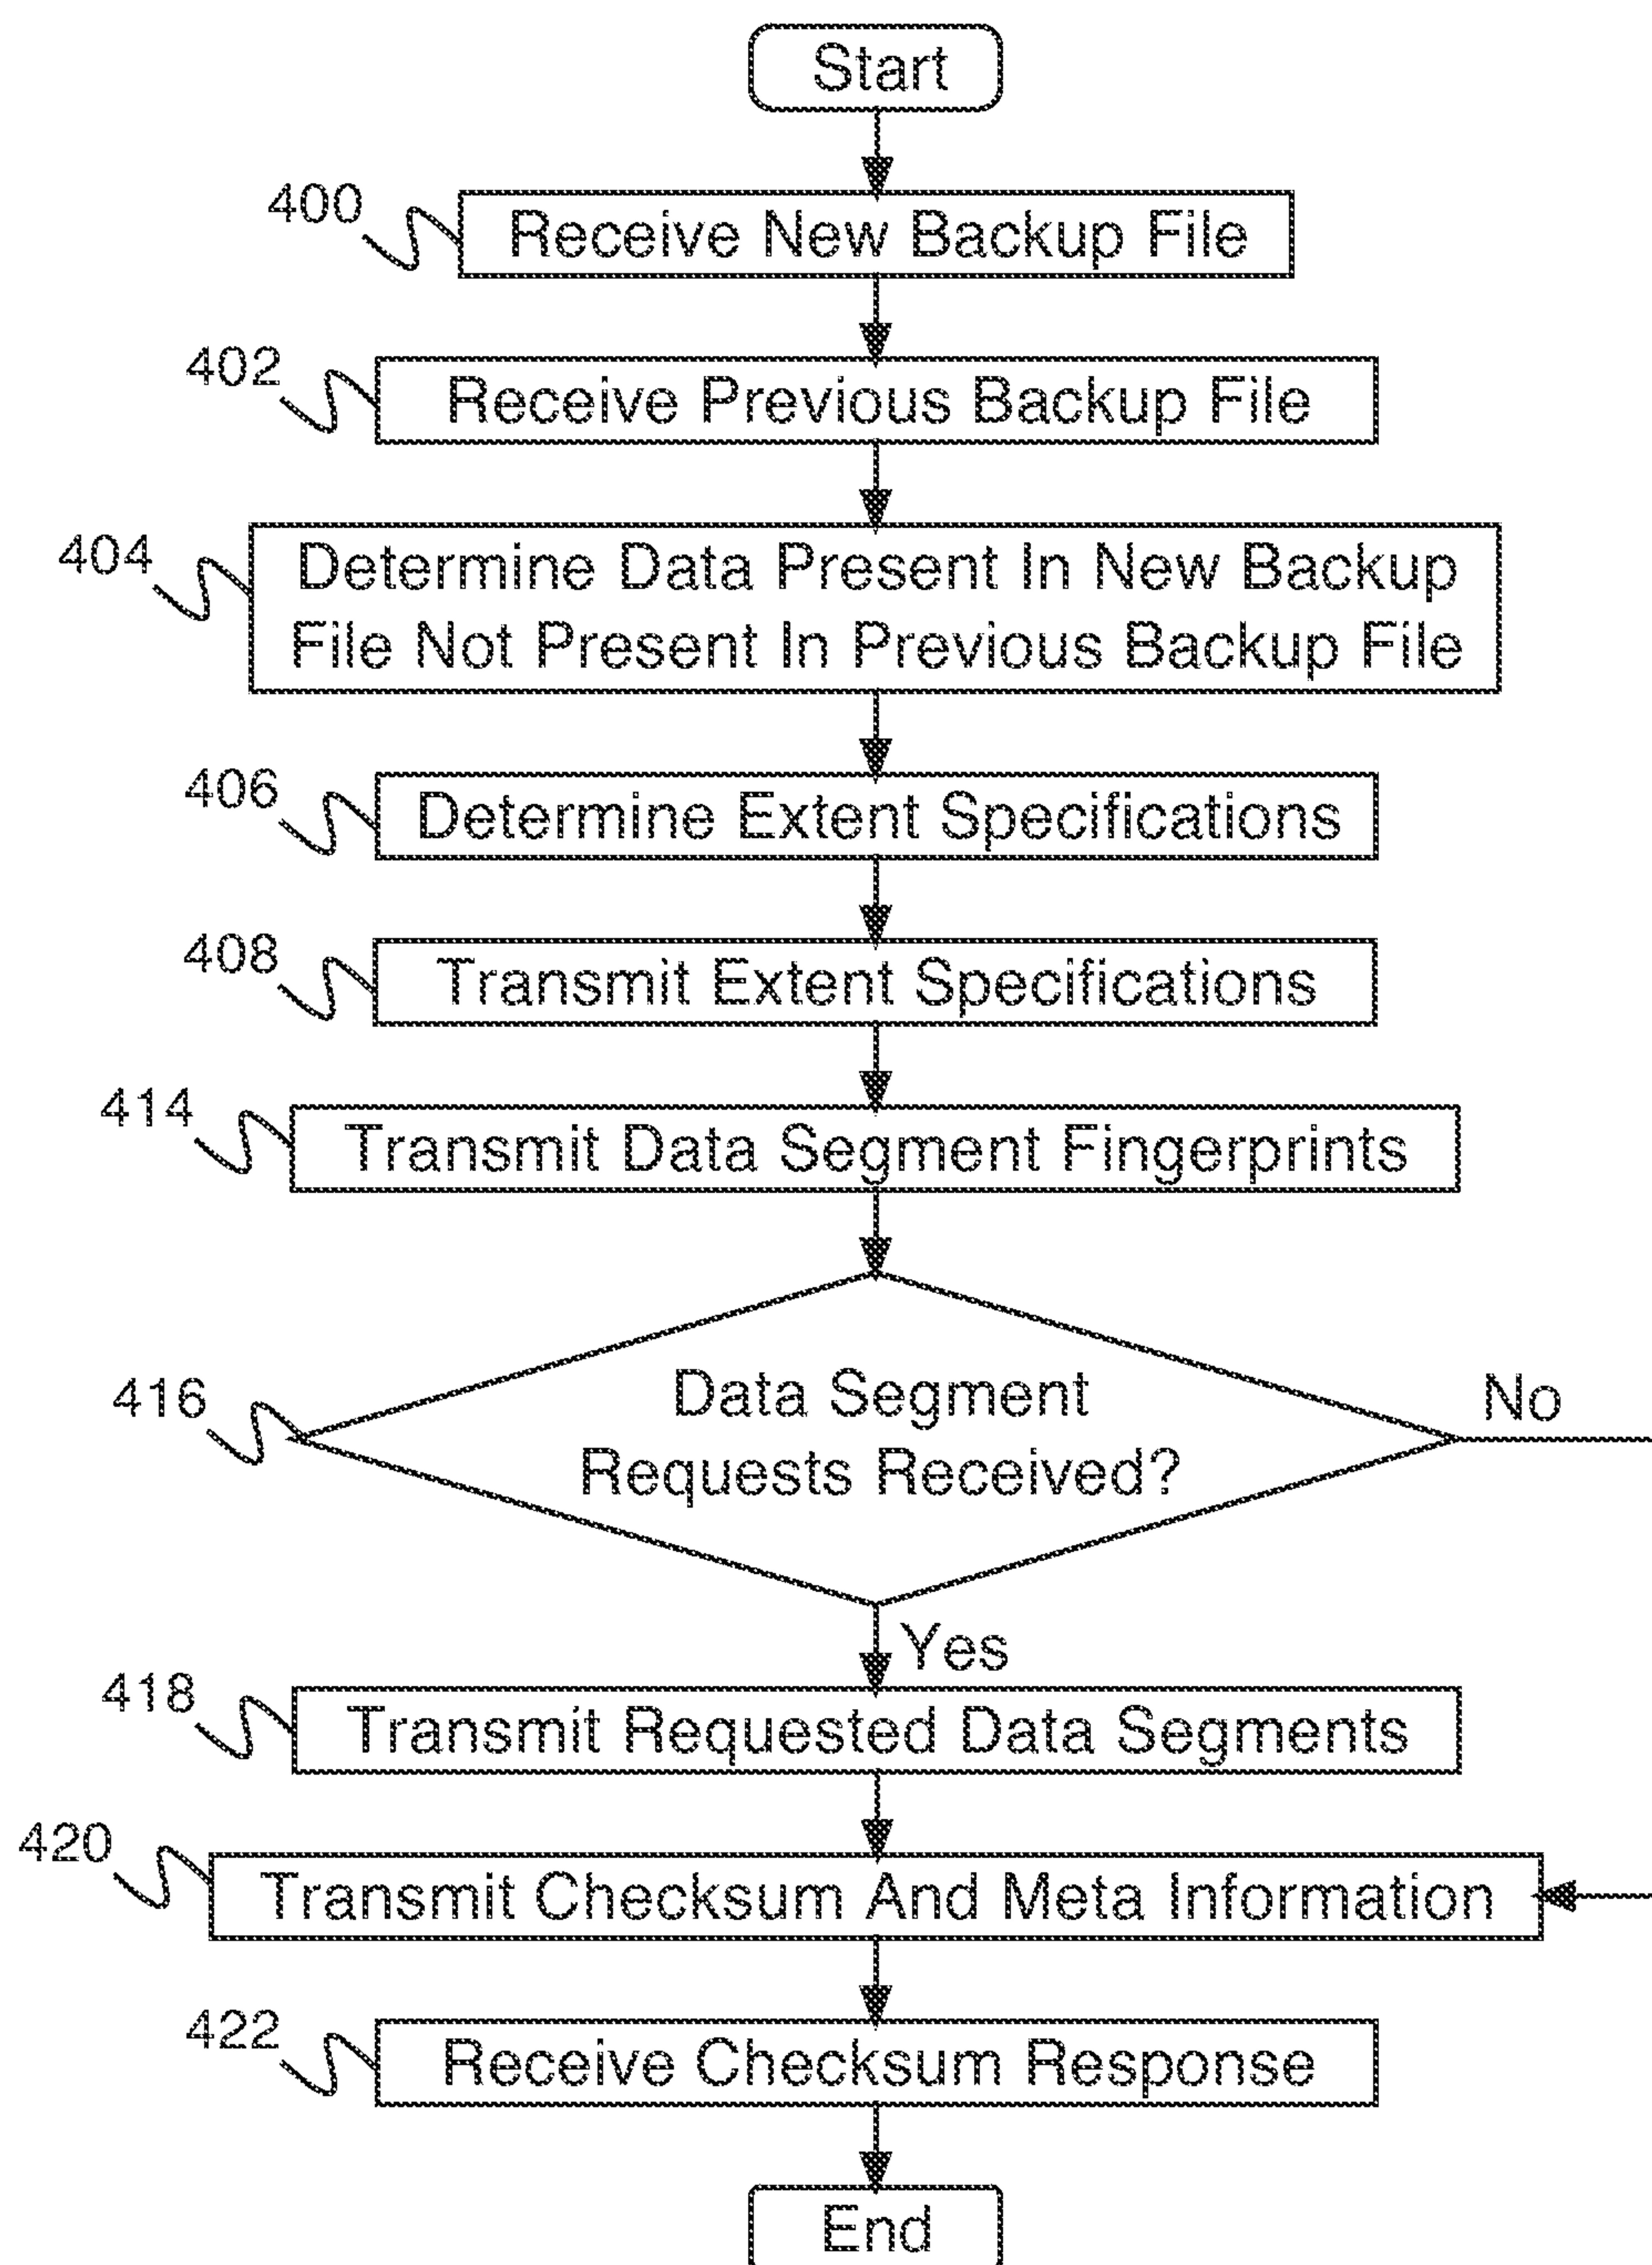 Start
400
Receive New Backup File
402
Receive Previous Backup File
404
Determine Data Present In New Backup
File Not Present In Previous Backup File
406
Determine Extent Specifications
408
Transmit Extent Specifications
414
Transmit Data Segment Fingerprints
416
Data Segment
Requests Received?
No
Yes
418
Transmit Requested Data Segments
420
Transmit Checksum And Meta Information
422
Receive Checksum Response
End